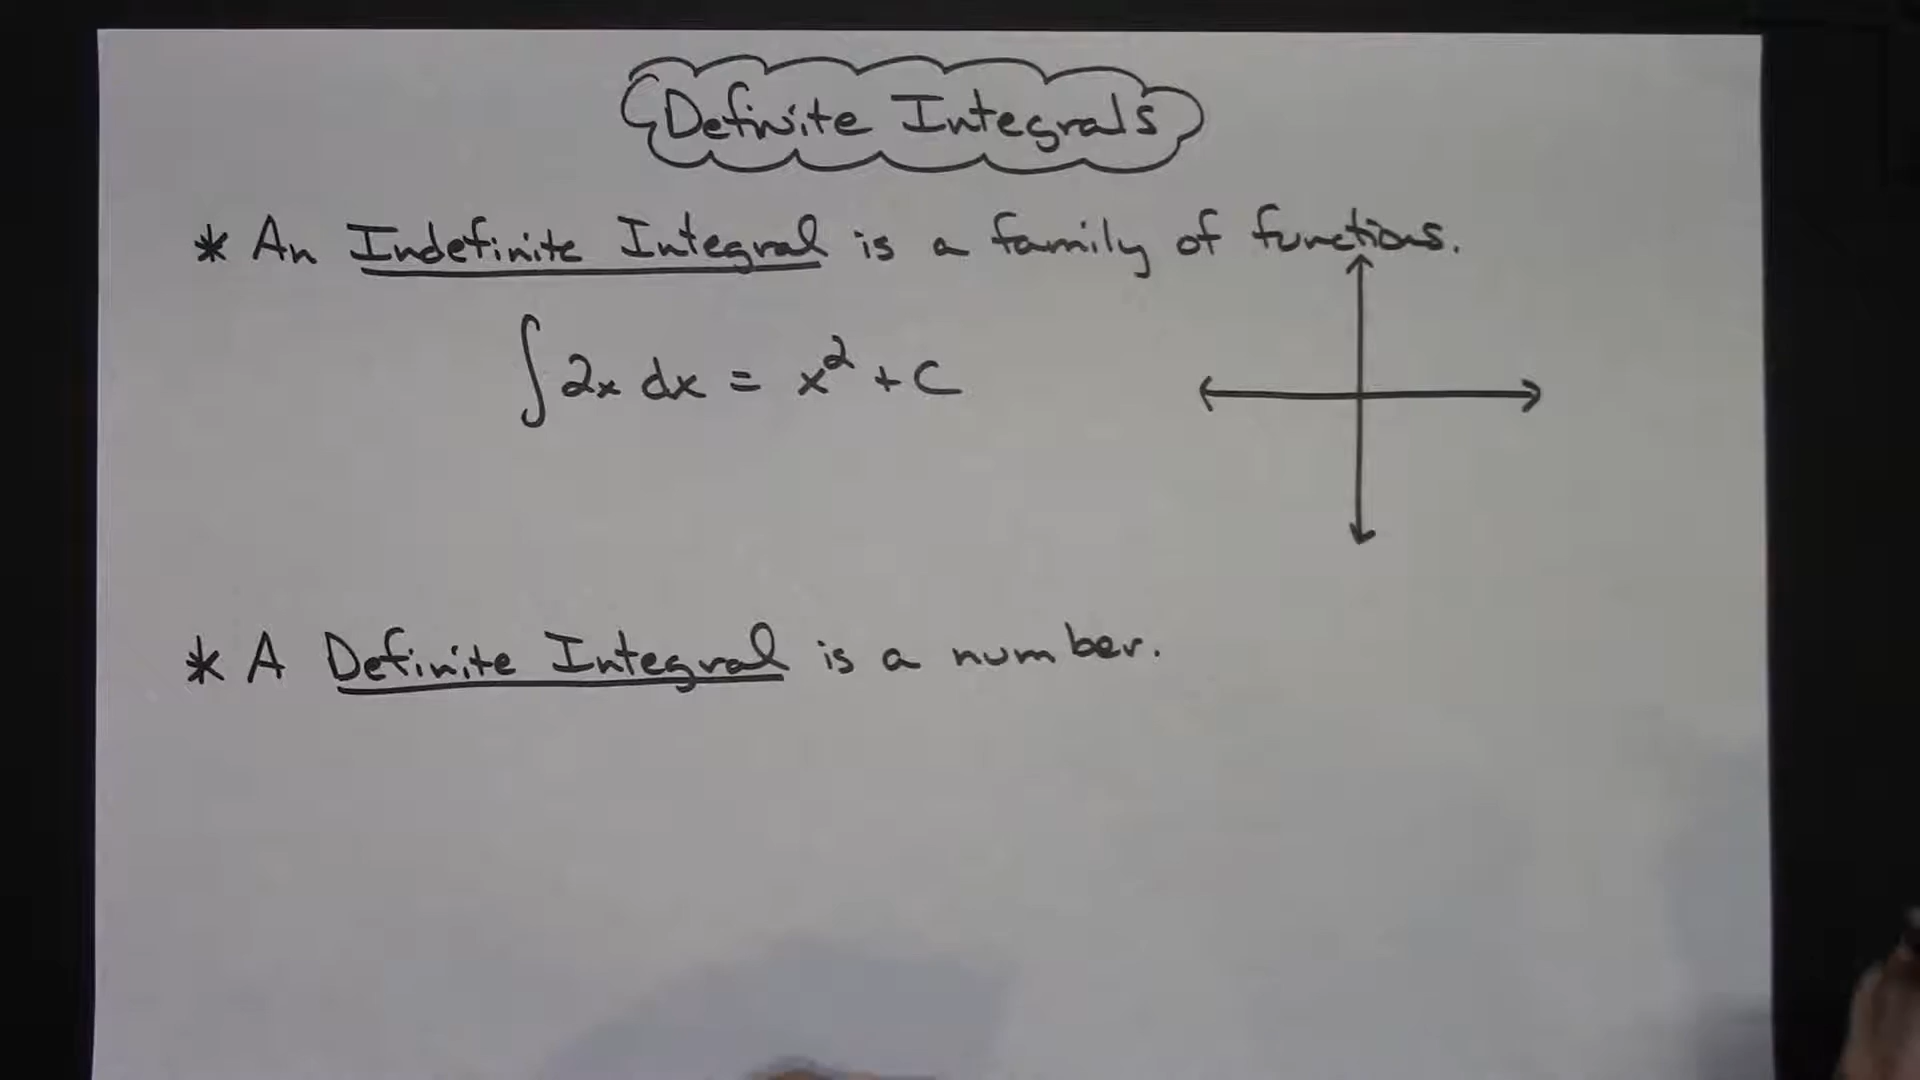 Definite Integrals
* An Indefinite Integral is a family of functions.
∫2x dx = x² + C
* A Definite Integral is a number.